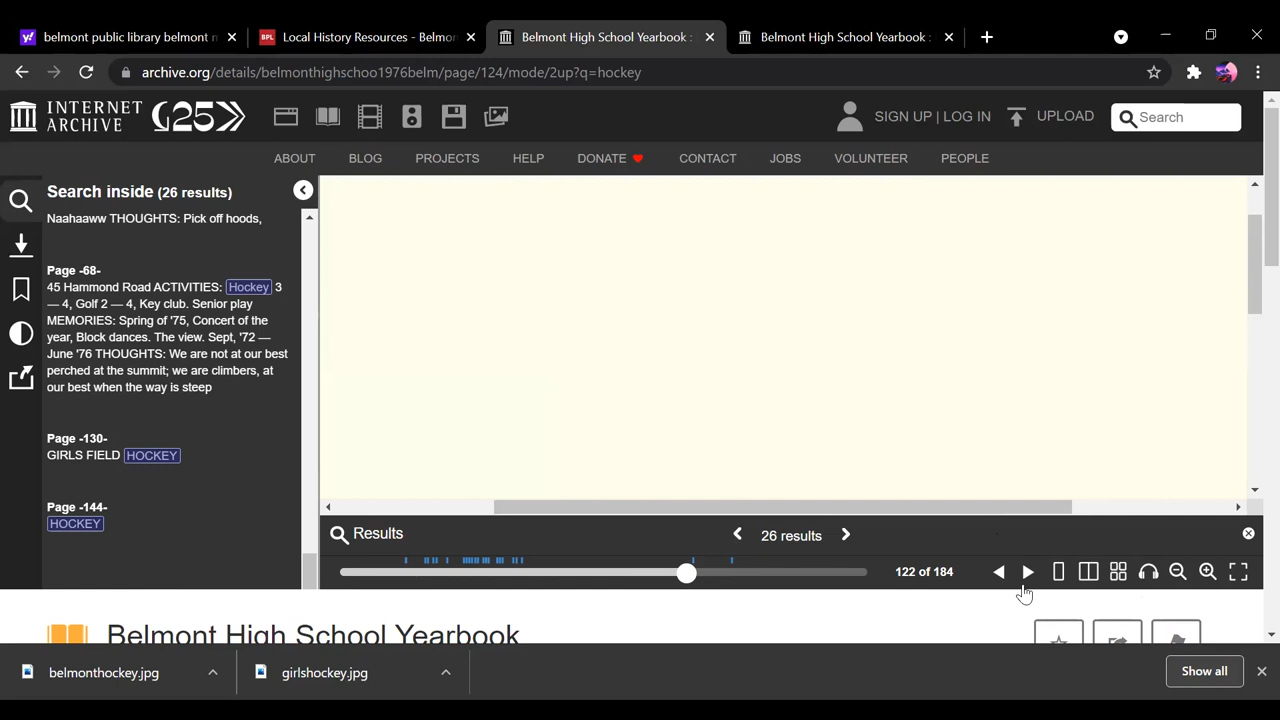 belmont public library belmont m
Local History Resources - Belmon
Belmont High School Yearbook :
Belmont High School Yearbook :
archive.org/details/belmonthighschoo1976belm/page/124/mode/2up?q=hockey
INTERNET
ARCHIVE
25
SIGN UP | LOG IN
UPLOAD
Search
ABOUT
BLOG
PROJECTS
HELP
DONATE
CONTACT
JOBS
VOLUNTEER
PEOPLE
Search inside (26 results)
Naahaaww THOUGHTS: Pick off hoods,
Page -68-
45 Hammond Road ACTIVITIES: Hockey 3
— 4, Golf 2 — 4, Key club. Senior play
MEMORIES: Spring of '75, Concert of the
year, Block dances. The view. Sept, '72 —
June '76 THOUGHTS: We are not at our best
perched at the summit; we are climbers, at
our best when the way is steep
Page -130-
GIRLS FIELD HOCKEY
Page -144-
HOCKEY
Results
26 results
122 of 184
Belmont High School Yearbook
belmonthockey.jpg
girlshockey.jpg
Show all